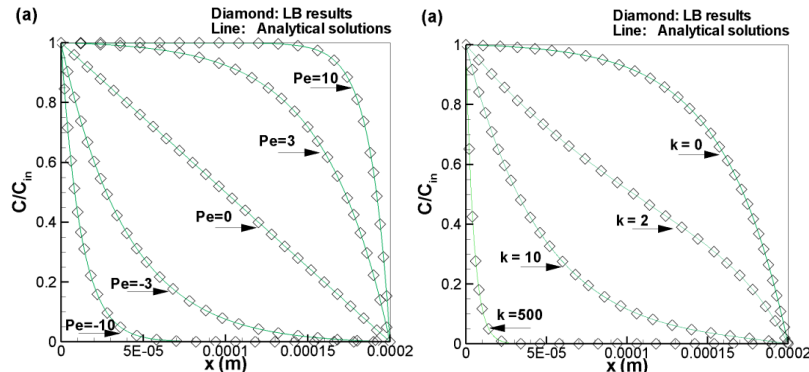 (a)
Diamond: LB results
Line: Analytical solutions
1
0.8
0.6
0.4
0.2
0
C/Cin
Pe=10
Pe=3
Pe=0
Pe=-3
Pe=-10
0
5E-05
0.0001
0.00015
0.0002
x (m)
(a)
Diamond: LB results
Line: Analytical solutions
1
0.8
0.6
0.4
0.2
0
C/Cin
k = 0
k = 2
k = 10
k =500
0
5E-05
0.0001
0.00015
0.0002
x (m)